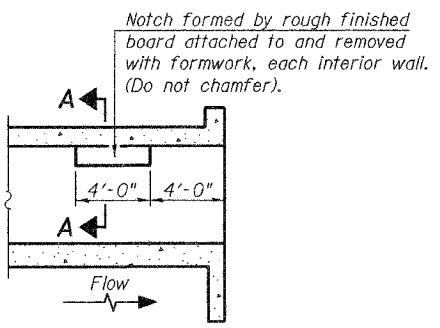 Notch formed by rough finished
board attached to and removed
with formwork, each interior wall.
(Do not chamfer).
A
4'-0" 4'-0"
A
Flow